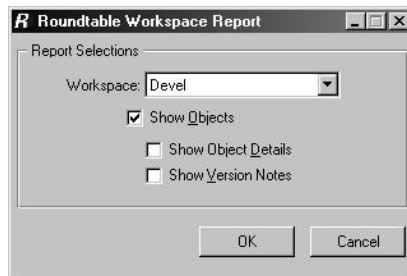 R Roundtable Workspace Report
Report Selections
Workspace: Devel
Show Objects
Show Object Details
Show Version Notes
OK Cancel